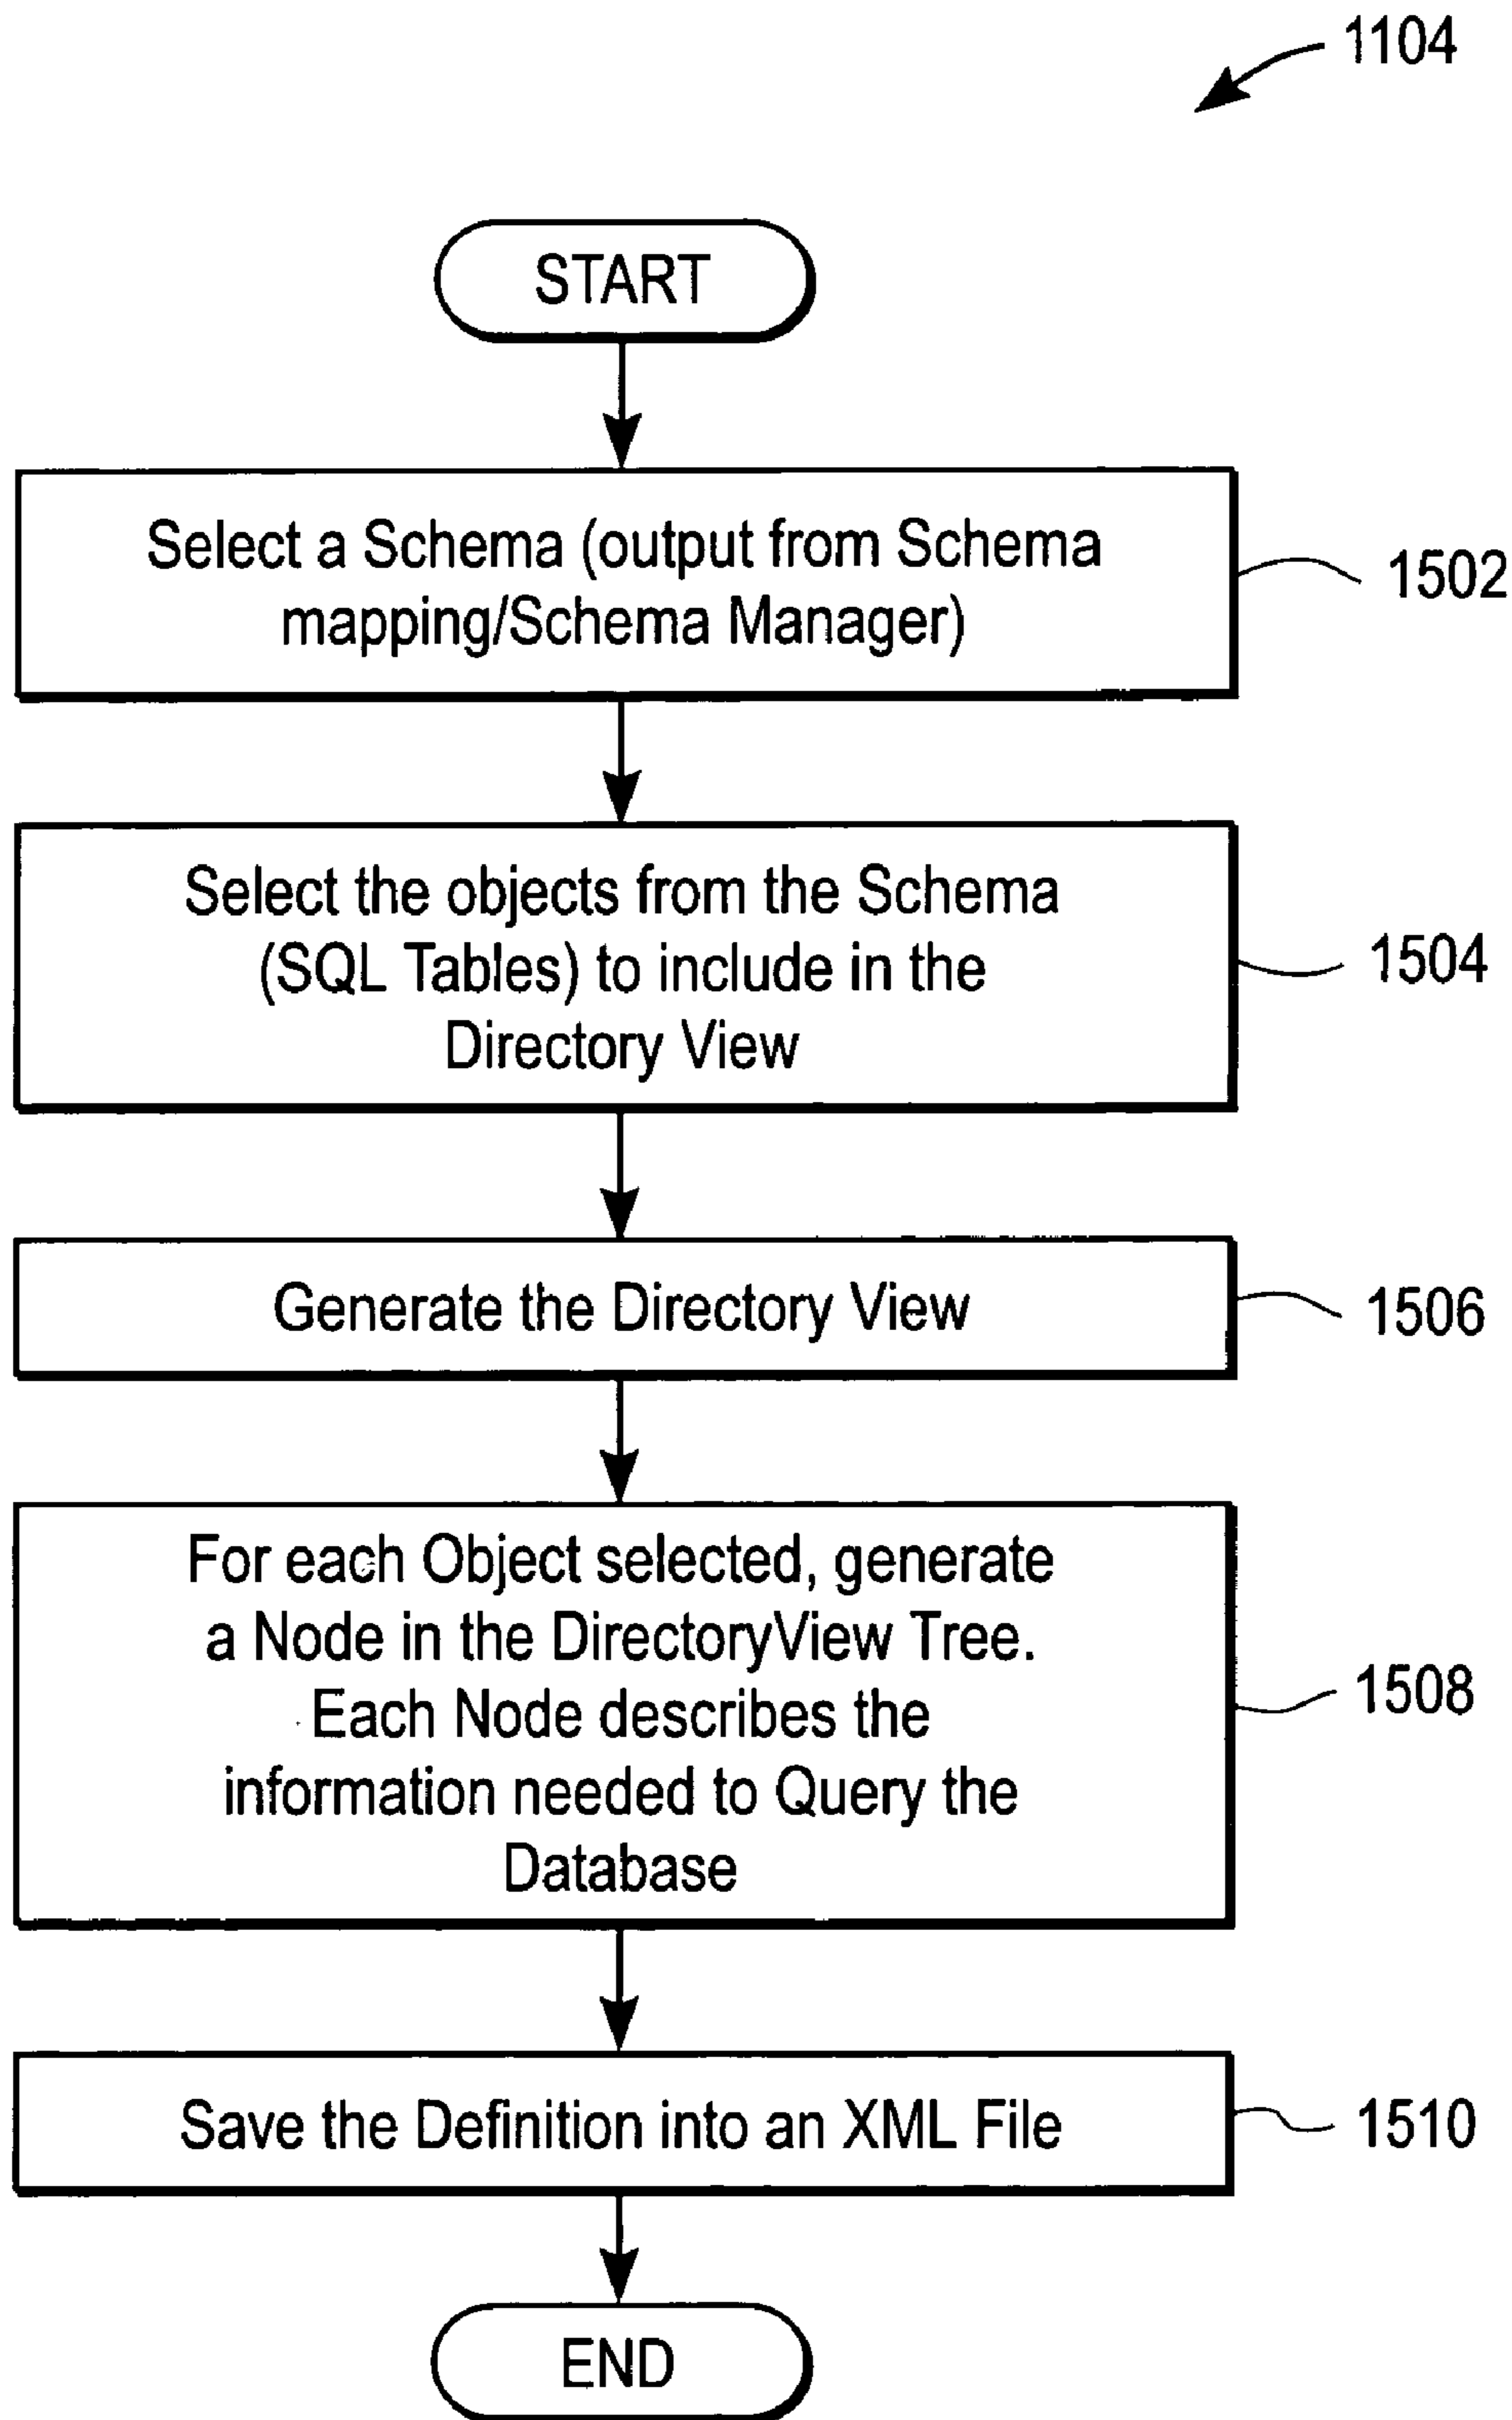 1104
START
Select a Schema (output from Schema
mapping/Schema Manager)
1502
Select the objects from the Schema
(SQL Tables) to include in the
Directory View
1504
Generate the Directory View
1506
For each Object selected, generate
a Node in the DirectoryView Tree.
Each Node describes the
information needed to Query the
Database
1508
Save the Definition into an XML File
1510
END